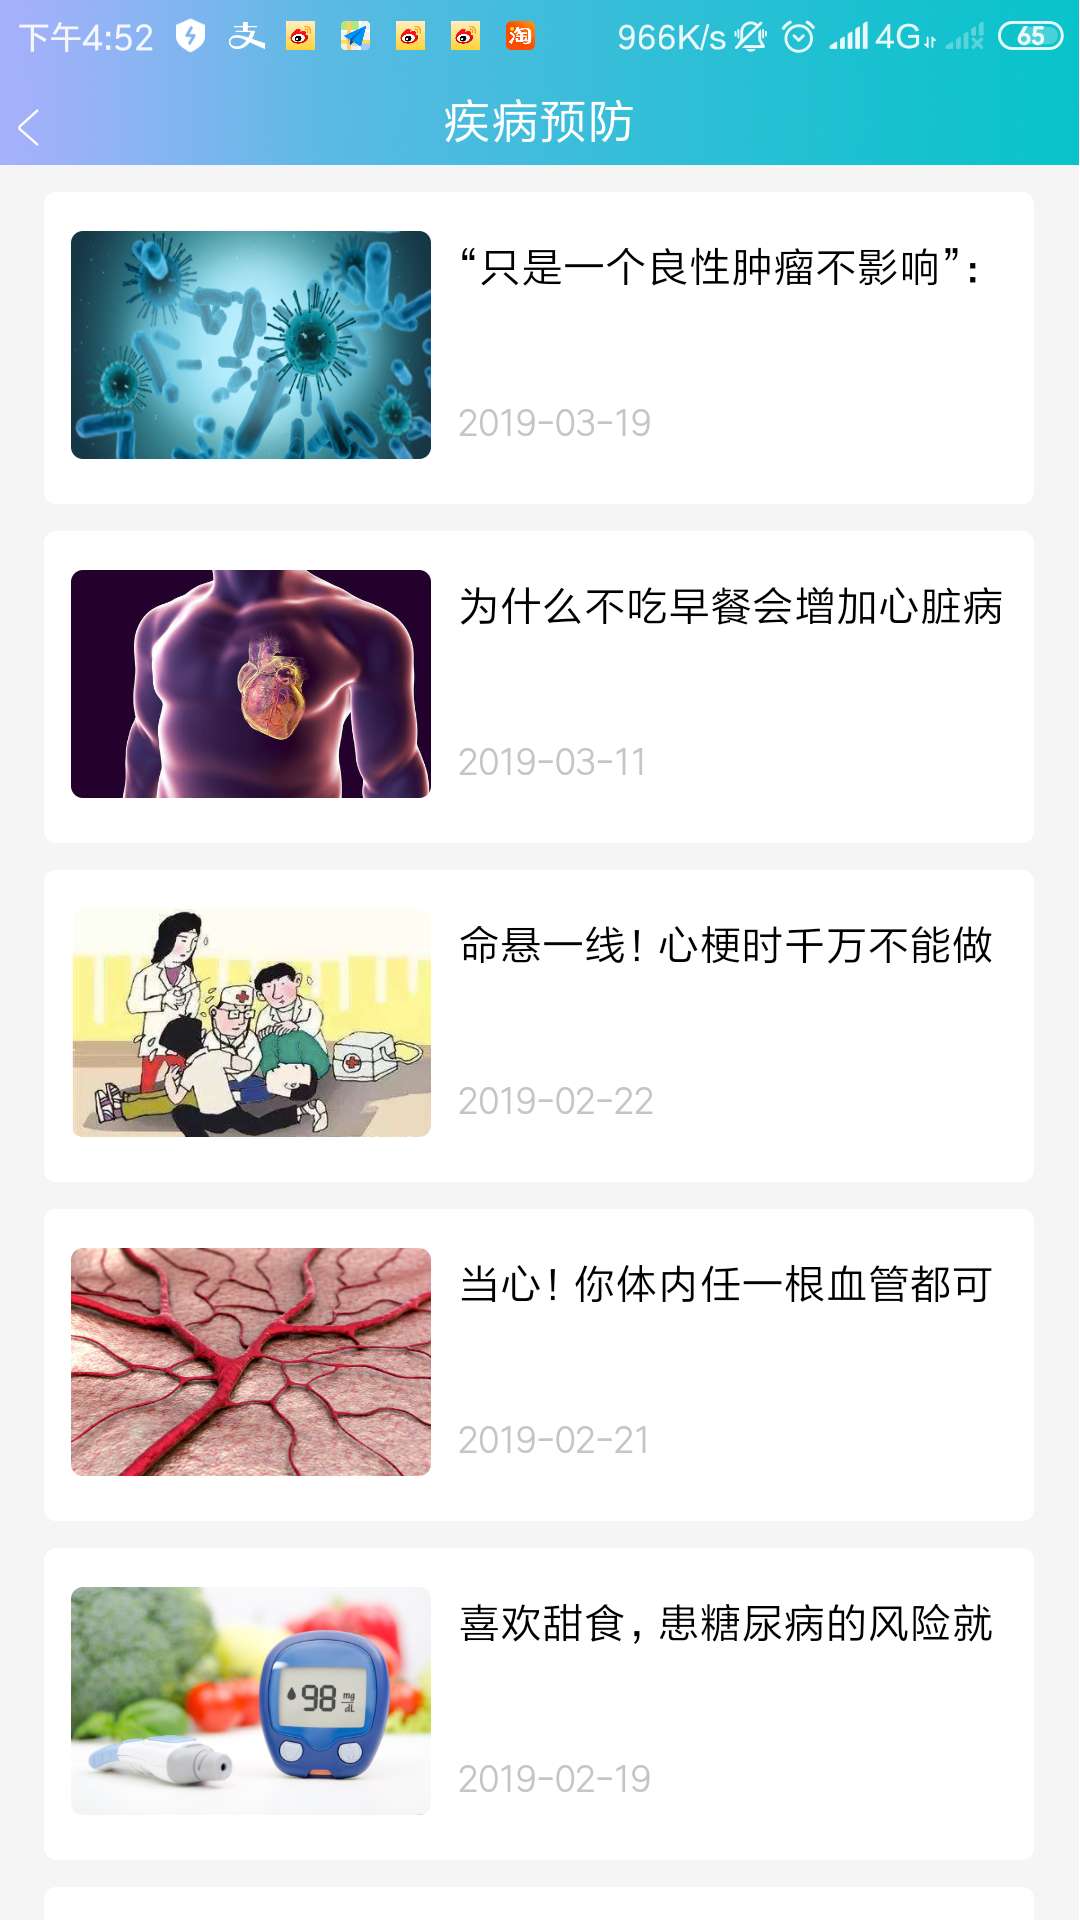 下午4:52 支 淘 966K/s 4G 65
疾病预防
“只是一个良性肿瘤不影响”：
2019-03-19
为什么不吃早餐会增加心脏病
2019-03-11
命悬一线！心梗时千万不能做
2019-02-22
当心！你体内任一根血管都可
2019-02-21
喜欢甜食，患糖尿病的风险就
98 mg/dL
2019-02-19